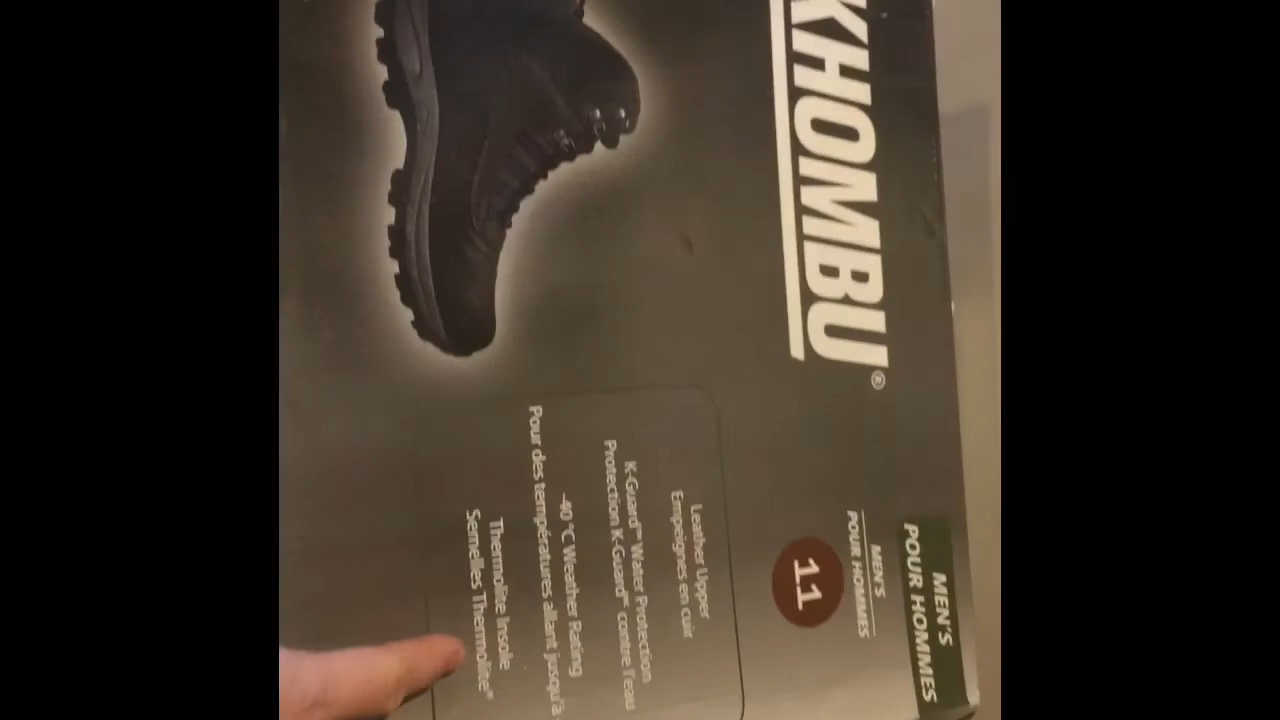 KHOMBU®
MEN'S
POUR HOMMES
MEN'S
POUR HOMMES
11
Leather Upper
Empeignes en cuir
K-Guard™ Water Protection
Protection K-Guard™ contre l'eau
-40 °C Weather Rating
Pour des températures allant jusqu'à
Thermolite Insole
Semelles Thermolite®